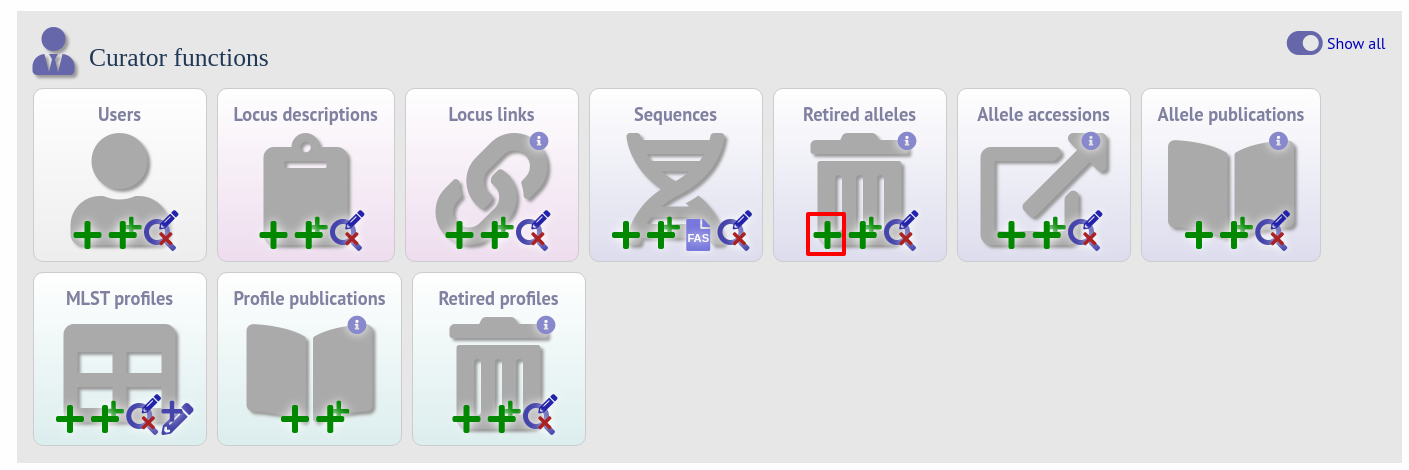 Curator functions
Show all
Users
Locus descriptions
Locus links
Sequences
Retired alleles
Allele accessions
Allele publications
FAS
MLST profiles
Profile publications
Retired profiles